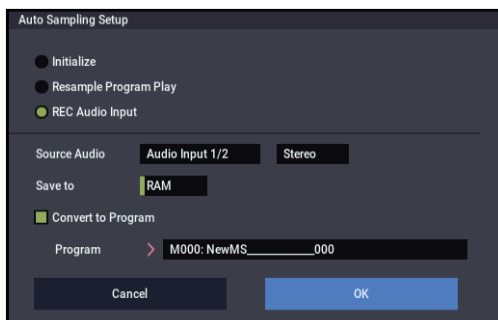 Auto Sampling Setup
Initialize
Resample Program Play
REC Audio Input
Source Audio Audio Input 1/2 Stereo
Save to RAM
Convert to Program
Program M000: NewMS____________000
Cancel OK